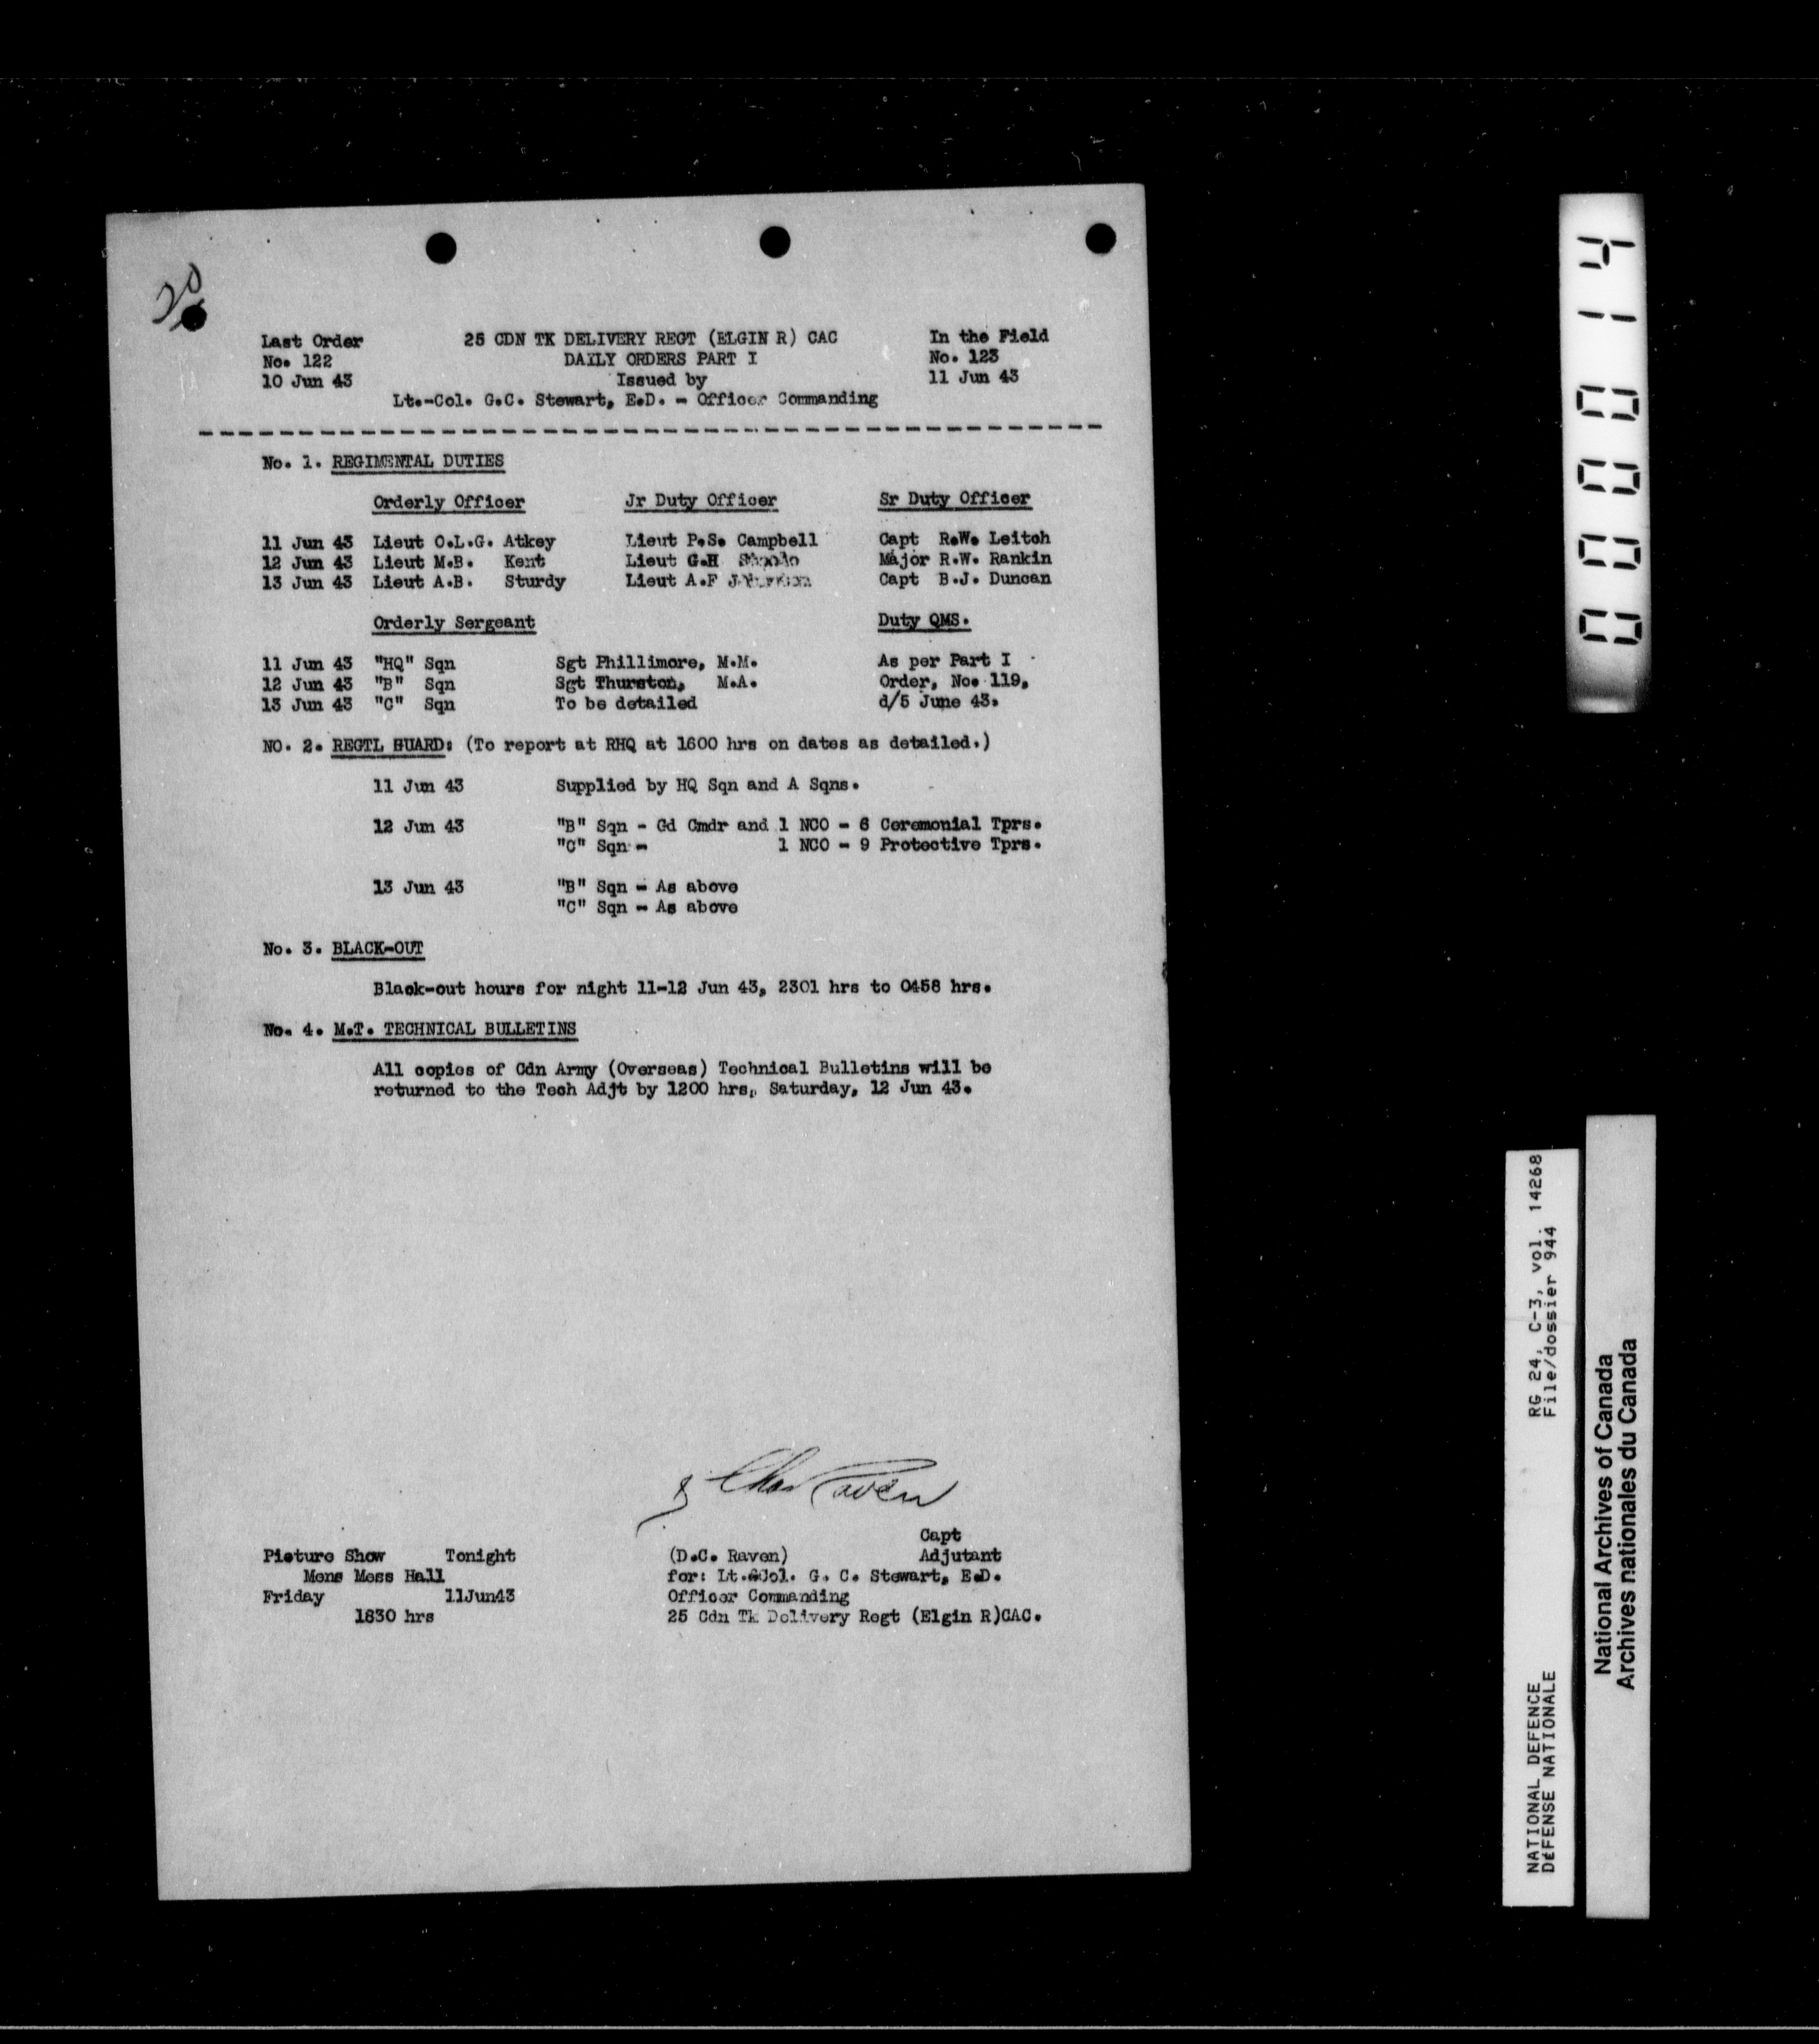 Last Order 25 CDN TK DELIVERY REGT (ELGIN R) CAC In the Field
No. 122 DAILY ORDERS PART I No. 123
10 Jun 43 Issued by 11 Jun 43
Lt.-Col. G.C. Stewart, E.D. - Officer Commanding
No. 1. REGIMENTAL DUTIES
Orderly Officer Jr Duty Officer Sr Duty Officer
11 Jun 43 Lieut O.L.G. Atkey Lieut P.S. Campbell Capt R.W. Leitch
12 Jun 43 Lieut M.B. Kent Lieut G.H Major R.W. Rankin
13 Jun 43 Lieut A.B. Sturdy Lieut A.F Capt B.J. Duncan
Orderly Sergeant Duty QMS.
11 Jun 43 "HQ" Sqn Sgt Phillimore, M.M. As per Part I
12 Jun 43 "B" Sqn Sgt Thurston, M.A. Order, No. 119,
13 Jun 43 "C" Sqn To be detailed d/5 June 43.
NO. 2. REGTL GUARD: (To report at RHQ at 1600 hrs on dates as detailed.)
11 Jun 43 Supplied by HQ Sqn and A Sqns.
12 Jun 43 "B" Sqn - Gd Cmdr and 1 NCO - 6 Ceremonial Tprs.
"C" Sqn - 1 NCO - 9 Protective Tprs.
13 Jun 43 "B" Sqn - As above
"C" Sqn - As above
No. 3. BLACK-OUT
Black-out hours for night 11-12 Jun 43, 2301 hrs to 0458 hrs.
No. 4. M.T. TECHNICAL BULLETINS
All copies of Cdn Army (Overseas) Technical Bulletins will be
returned to the Tech Adjt by 1200 hrs, Saturday, 12 Jun 43.
Capt
Picture Show Tonight (D.C. Raven) Adjutant
Mens Mess Hall for: Lt.&Col. G. C. Stewart, E.D.
Friday 11Jun43 Officer Commanding
1830 hrs 25 Cdn Tk Delivery Regt (Elgin R)CAC.
000014
RG 24, C-3, vol. 14268
File/dossier 944
NATIONAL DEFENCE
DÉFENSE NATIONALE
National Archives of Canada
Archives nationales du Canada